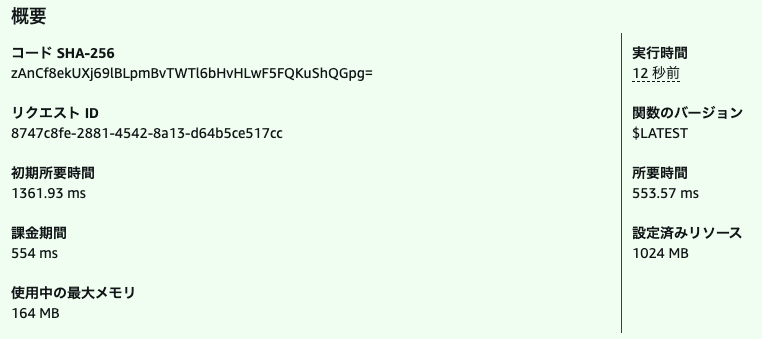 概要
コード SHA-256
zAnCf8ekUXj69lBLpmBvTWTl6bHvHLwF5FQKuShQGpg=
リクエスト ID
8747c8fe-2881-4542-8a13-d64b5ce517cc
初期所要時間
1361.93 ms
課金期間
554 ms
使用中の最大メモリ
164 MB
実行時間
12 秒前
関数のバージョン
$LATEST
所要時間
553.57 ms
設定済みリソース
1024 MB